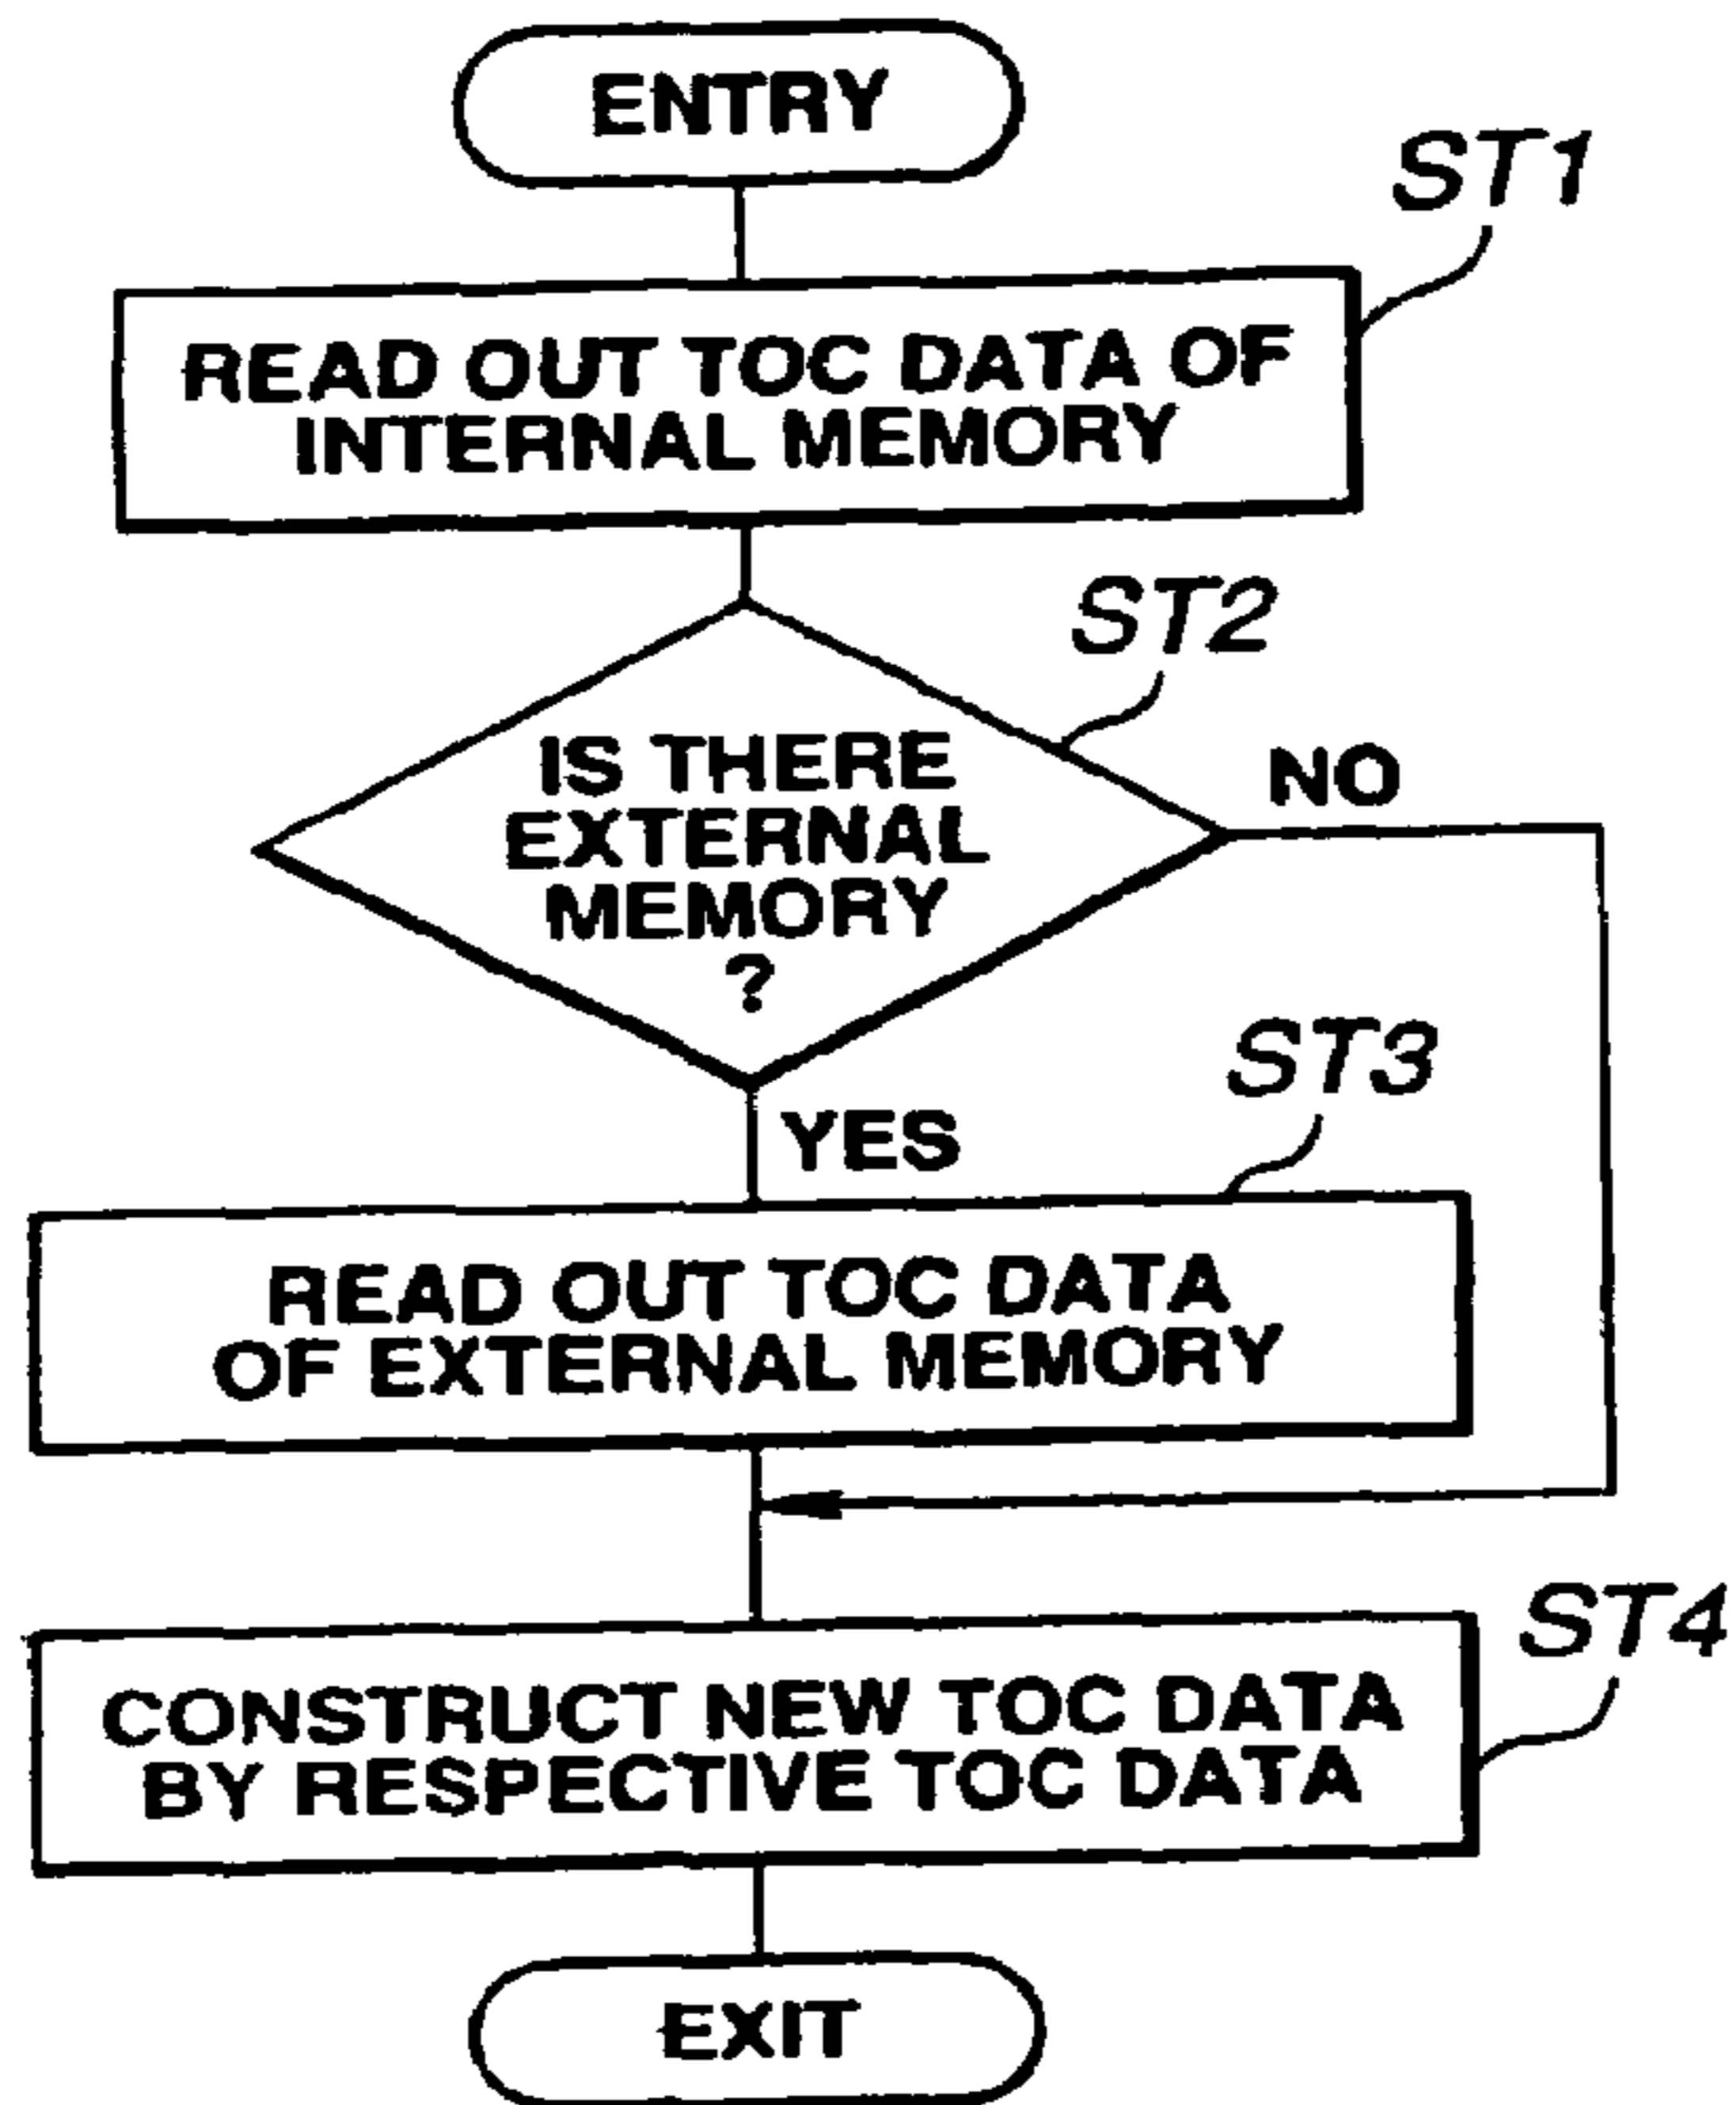 ENTRY
ST1
READ OUT TOC DATA OF
INTERNAL MEMORY
ST2
IS THERE
EXTERNAL
MEMORY
?
NO
YES
ST3
READ OUT TOC DATA
OF EXTERNAL MEMORY
ST4
CONSTRUCT NEW TOC DATA
BY RESPECTIVE TOC DATA
EXIT